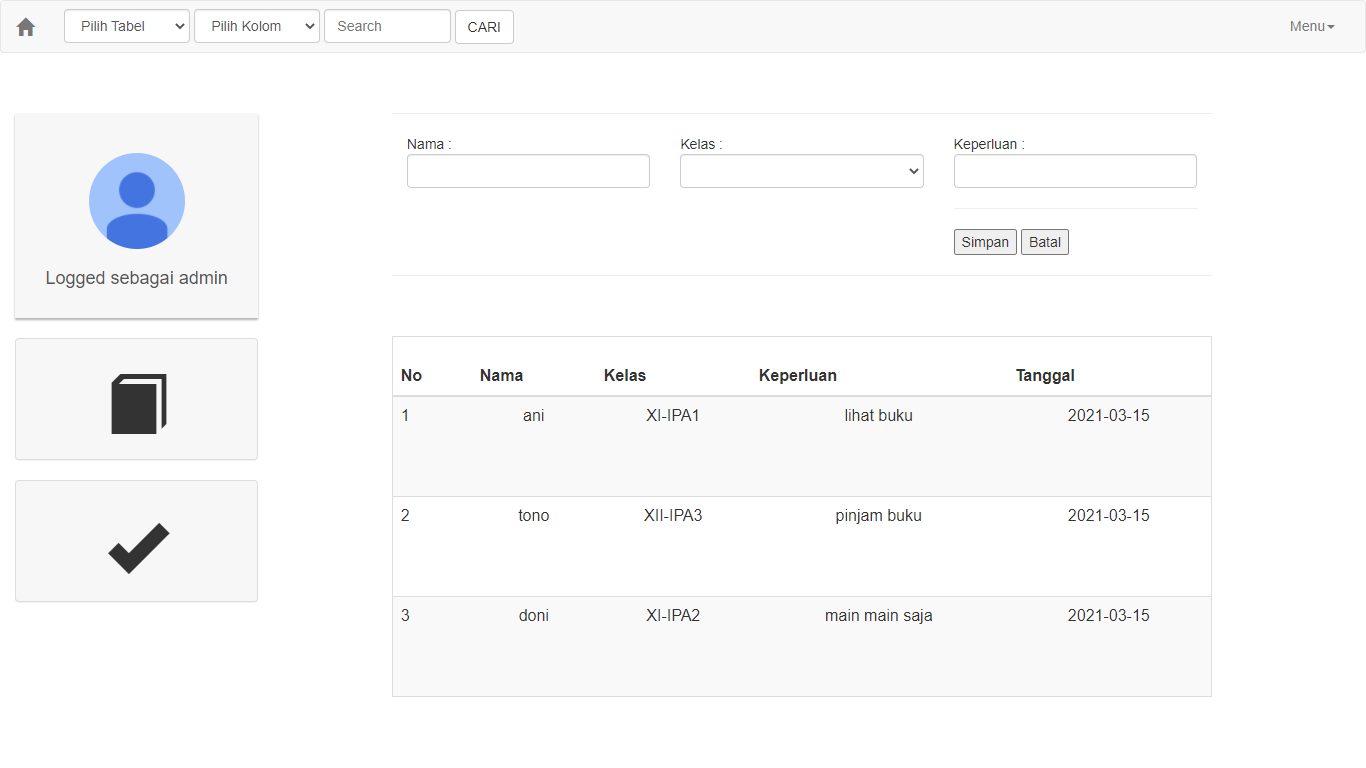 Pilih Tabel Pilih Kolom Search CARI Menu
Logged sebagai admin
Nama : Kelas : Keperluan :
Simpan Batal
No Nama Kelas Keperluan Tanggal
1 ani XI-IPA1 lihat buku 2021-03-15
2 tono XII-IPA3 pinjam buku 2021-03-15
3 doni XI-IPA2 main main saja 2021-03-15